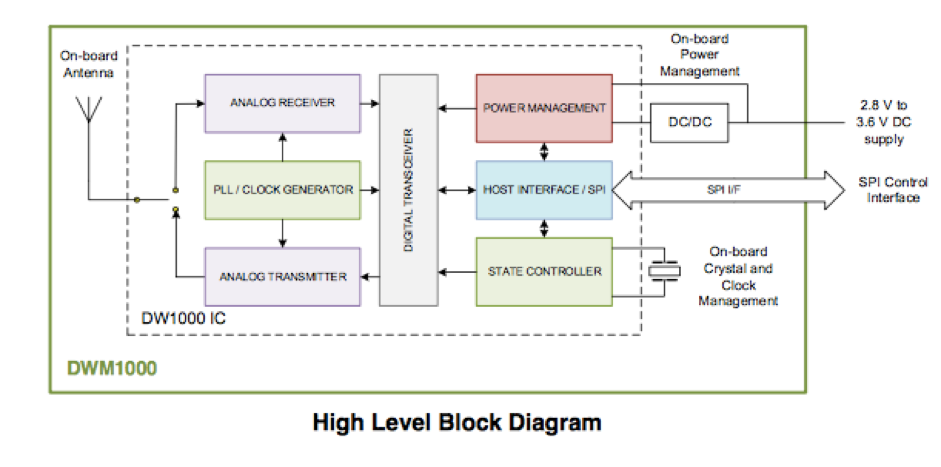 On-board
Antenna
On-board
Power
Management
ANALOG RECEIVER
POWER MANAGEMENT
DC/DC
2.8 V to
3.6 V DC
supply
DIGITAL TRANSCEIVER
PLL / CLOCK GENERATOR
HOST INTERFACE / SPI
SPI I/F
SPI Control
Interface
ANALOG TRANSMITTER
STATE CONTROLLER
On-board
Crystal and
Clock
Management
DW1000 IC
DWM1000
High Level Block Diagram